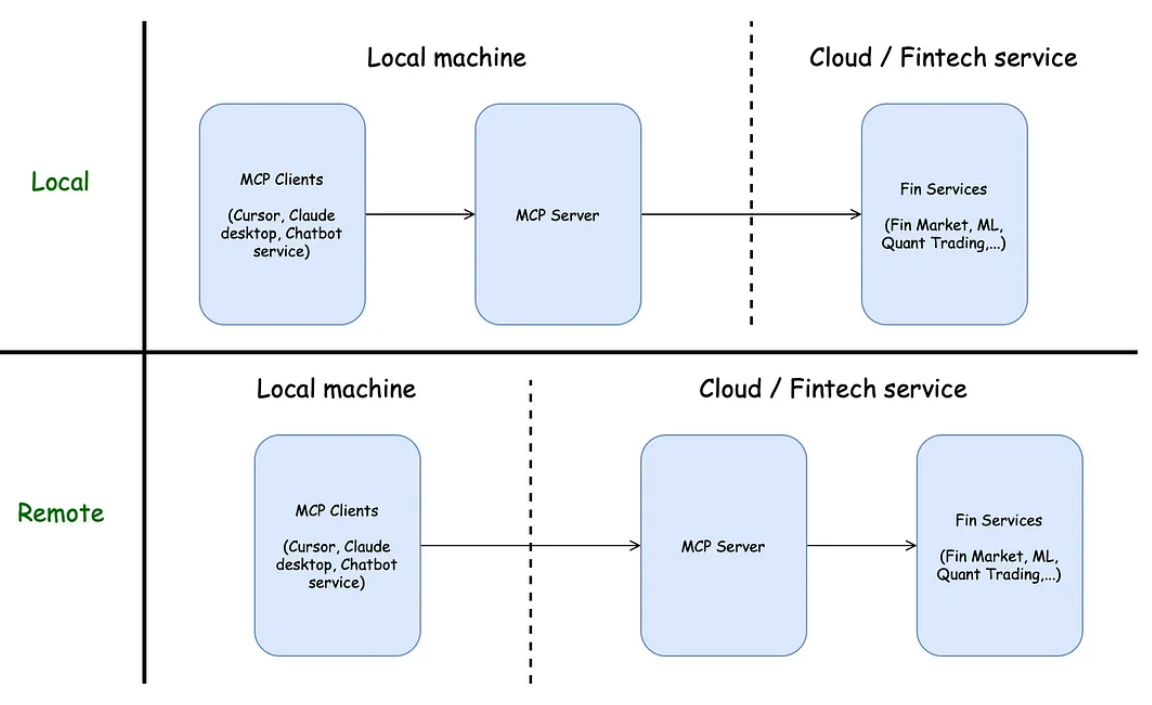 Local machine
Cloud / Fintech service
Local
MCP Clients
(Cursor, Claude
desktop, Chatbot
service)
MCP Server
Fin Services
(Fin Market, ML,
Quant Trading,...)
Local machine
Cloud / Fintech service
Remote
MCP Clients
(Cursor, Claude
desktop, Chatbot
service)
MCP Server
Fin Services
(Fin Market, ML,
Quant Trading,...)